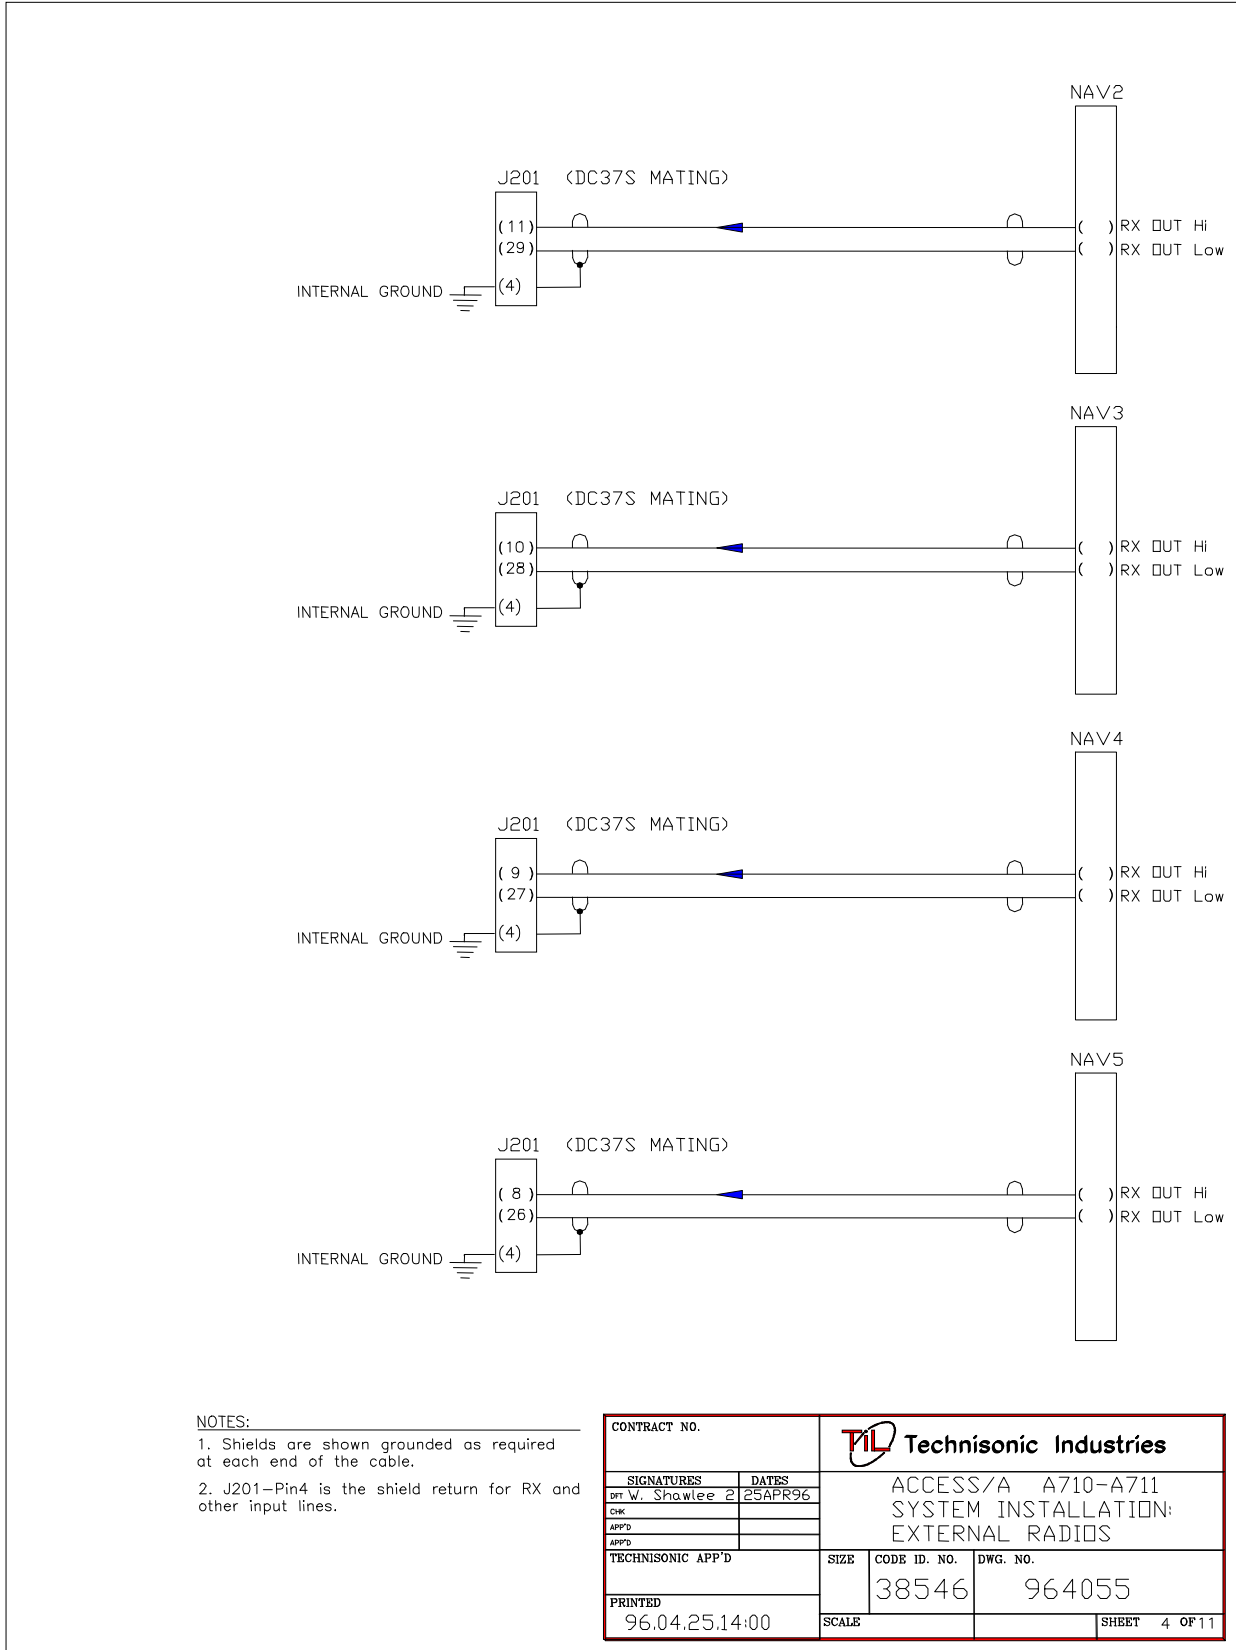 NAV2
J201 (DC37S MATING)
(11)
( ) RX OUT Hi
(29)
( ) RX OUT Low
INTERNAL GROUND
(4)
NAV3
J201 (DC37S MATING)
(10)
( ) RX OUT Hi
(28)
( ) RX OUT Low
INTERNAL GROUND
(4)
NAV4
J201 (DC37S MATING)
( 9 )
( ) RX OUT Hi
(27)
( ) RX OUT Low
INTERNAL GROUND
(4)
NAV5
J201 (DC37S MATING)
( 8 )
( ) RX OUT Hi
(26)
( ) RX OUT Low
INTERNAL GROUND
(4)
NOTES:
1. Shields are shown grounded as required
at each end of the cable.
2. J201-Pin4 is the shield return for RX and
other input lines.
CONTRACT NO.
TiL Technisonic Industries
SIGNATURES DATES
DFT W. Shawlee 2 25APR96
CHK
APP'D
APP'D
ACCESS/A A710-A711
SYSTEM INSTALLATION:
EXTERNAL RADIOS
TECHNISONIC APP'D
SIZE
CODE ID. NO.
38546
DWG. NO.
964055
PRINTED
96.04.25.14:00
SCALE
SHEET 4 OF 11